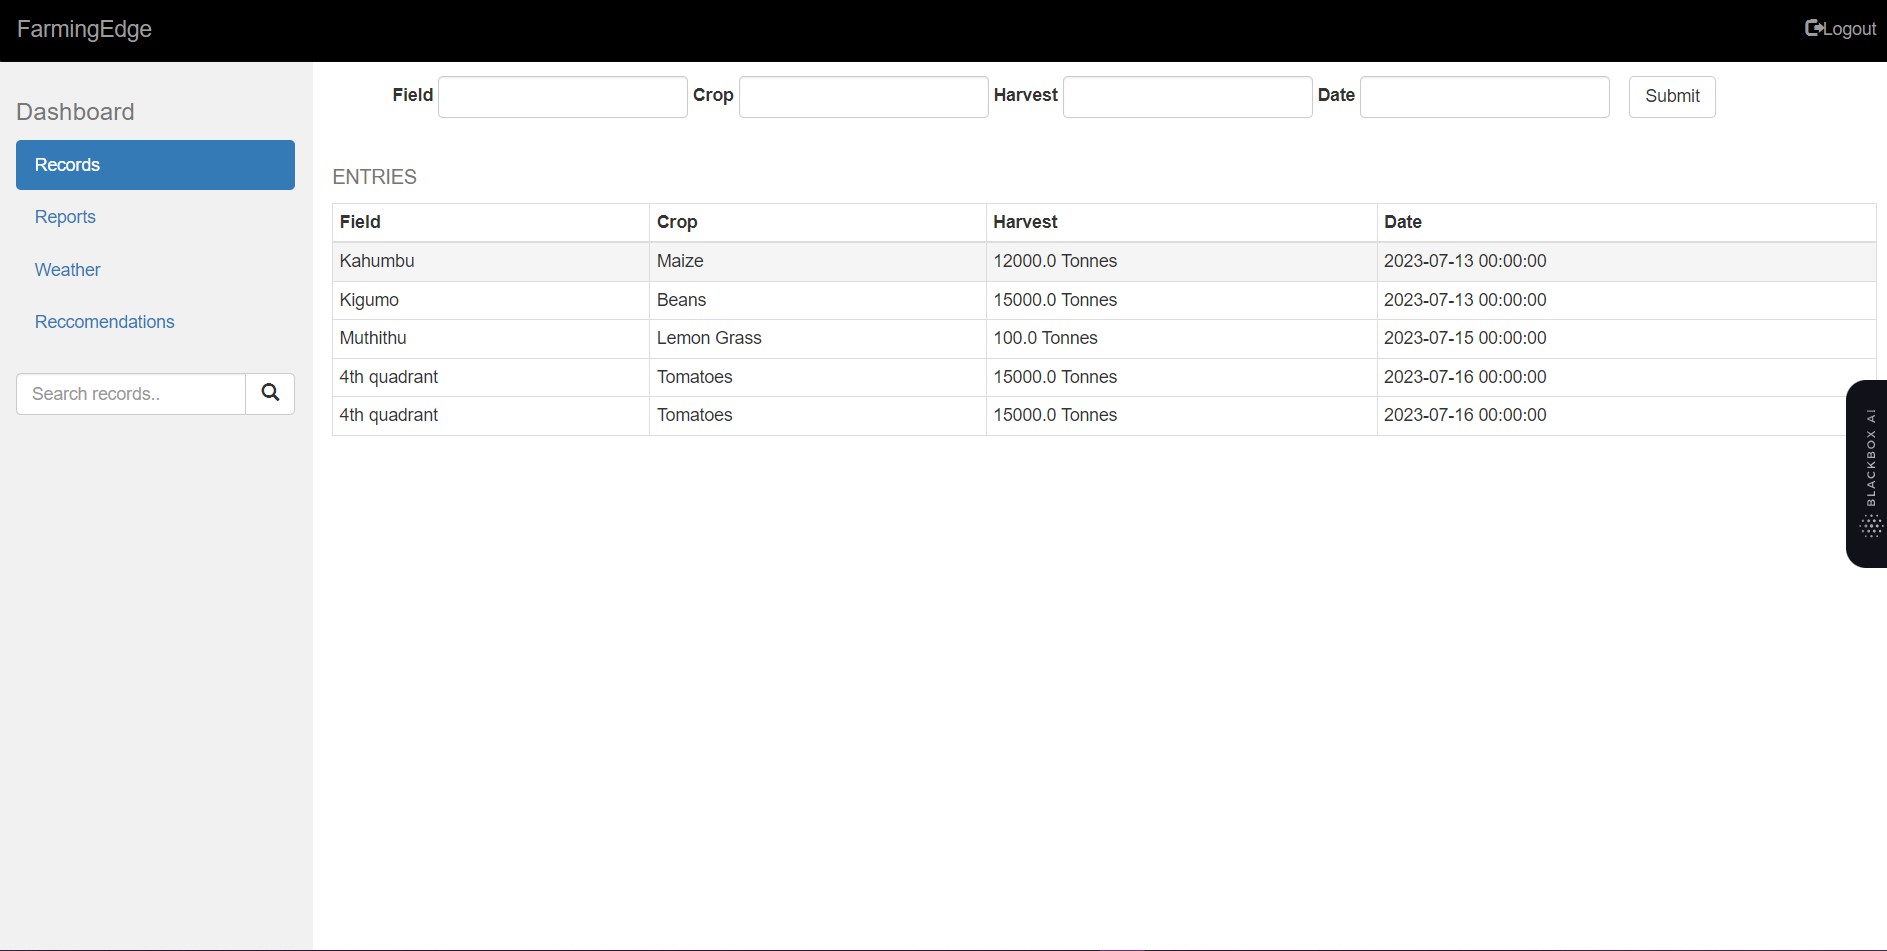 FarmingEdge
Logout
Dashboard
Records
Reports
Weather
Reccomendations
Search records..
Field Crop Harvest Date Submit
ENTRIES
Field Crop Harvest Date
Kahumbu Maize 12000.0 Tonnes 2023-07-13 00:00:00
Kigumo Beans 15000.0 Tonnes 2023-07-13 00:00:00
Muthithu Lemon Grass 100.0 Tonnes 2023-07-15 00:00:00
4th quadrant Tomatoes 15000.0 Tonnes 2023-07-16 00:00:00
4th quadrant Tomatoes 15000.0 Tonnes 2023-07-16 00:00:00
BLACKBOX AI